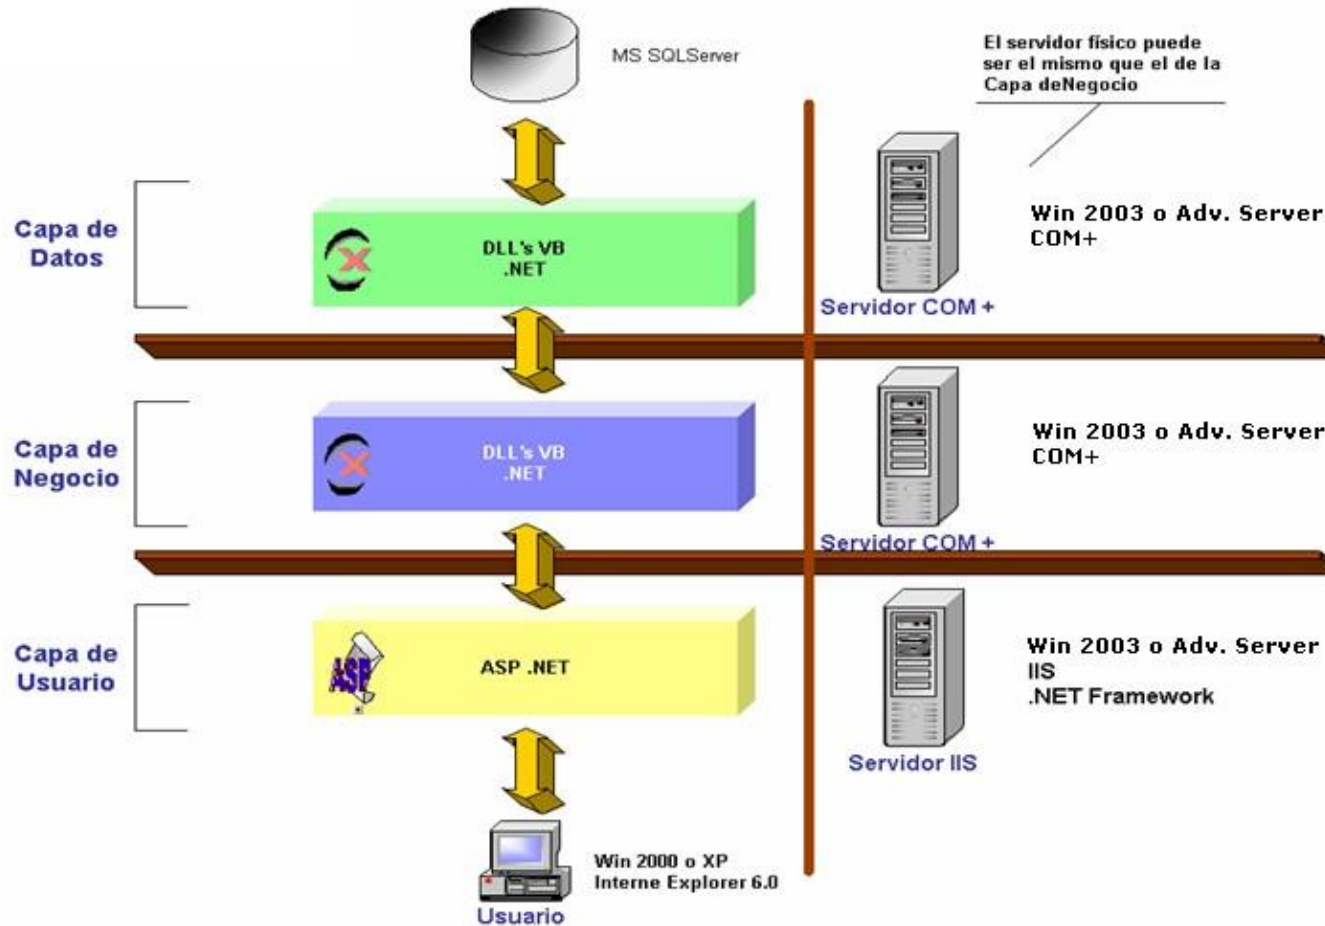 MS SQLServer
El servidor físico puede
ser el mismo que el de la
Capa deNegocio
Capa de
Datos
DLL's VB
.NET
Servidor COM +
Win 2003 o Adv. Server
COM+
Capa de
Negocio
DLL's VB
.NET
Servidor COM +
Win 2003 o Adv. Server
COM+
Capa de
Usuario
ASP
ASP .NET
Servidor IIS
Win 2003 o Adv. Server
IIS
.NET Framework
Win 2000 o XP
Interne Explorer 6.0
Usuario